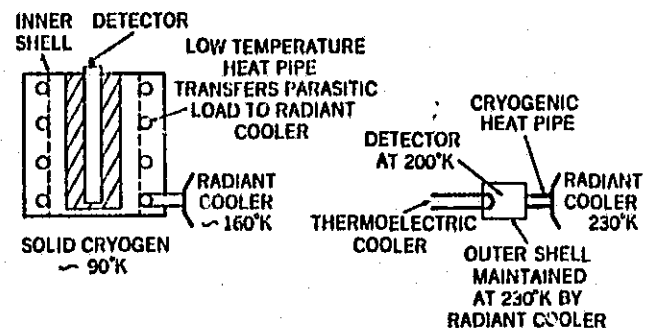 INNER
SHELL
DETECTOR
LOW TEMPERATURE
HEAT PIPE
TRANSFERS PARASITIC
LOAD TO RADIANT
COOLER
RADIANT
COOLER
~160°K
SOLID CRYOGEN
~ 90°K
CRYOGENIC
HEAT PIPE
DETECTOR
AT 200°K
RADIANT
COOLER
230°K
THERMOELECTRIC
COOLER
OUTER SHELL
MAINTAINED
AT 230°K BY
RADIANT COOLER